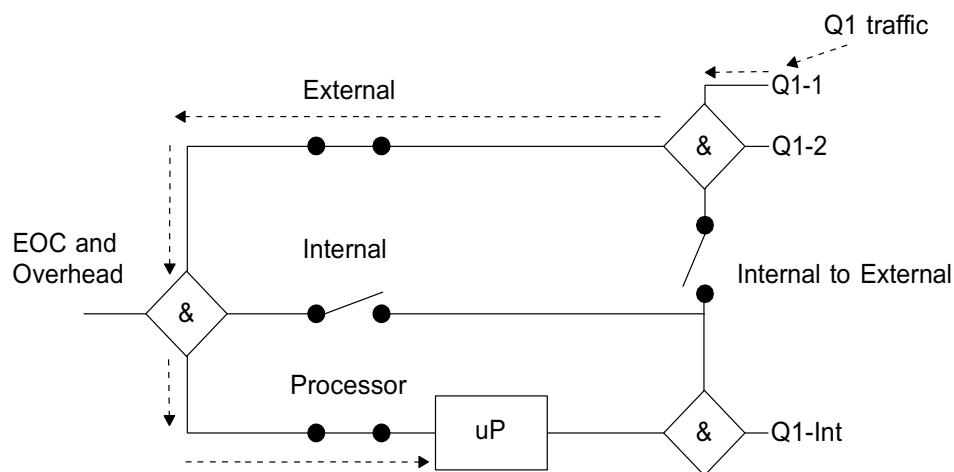 Q1 traffic
External
Q1-1
&
Q1-2
EOC and
Overhead
Internal
Internal to External
&
Processor
uP
&
Q1-Int